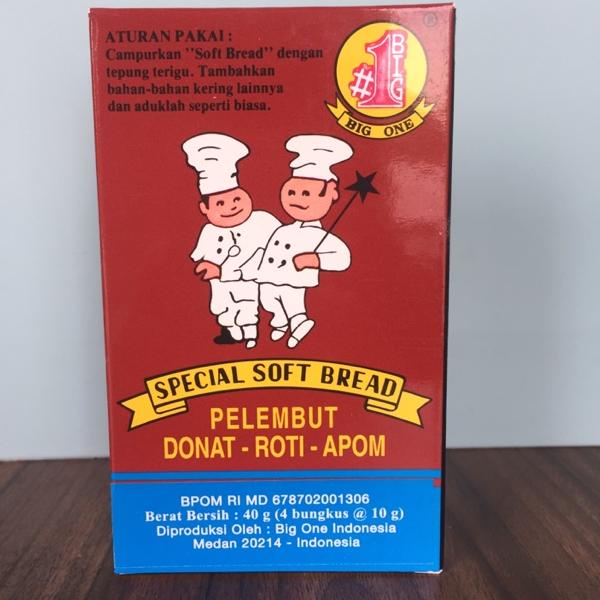 ATURAN PAKAI :
Campurkan "Soft Bread" dengan
tepung terigu. Tambahkan
bahan-bahan kering lainnya
dan aduklah seperti biasa.
®
#1
BIG
BIG ONE
SPECIAL SOFT BREAD
PELEMBUT
DONAT - ROTI - APOM
BPOM RI MD 678702001306
Berat Bersih : 40 g (4 bungkus @ 10 g)
Diproduksi Oleh : Big One Indonesia
Medan 20214 - Indonesia